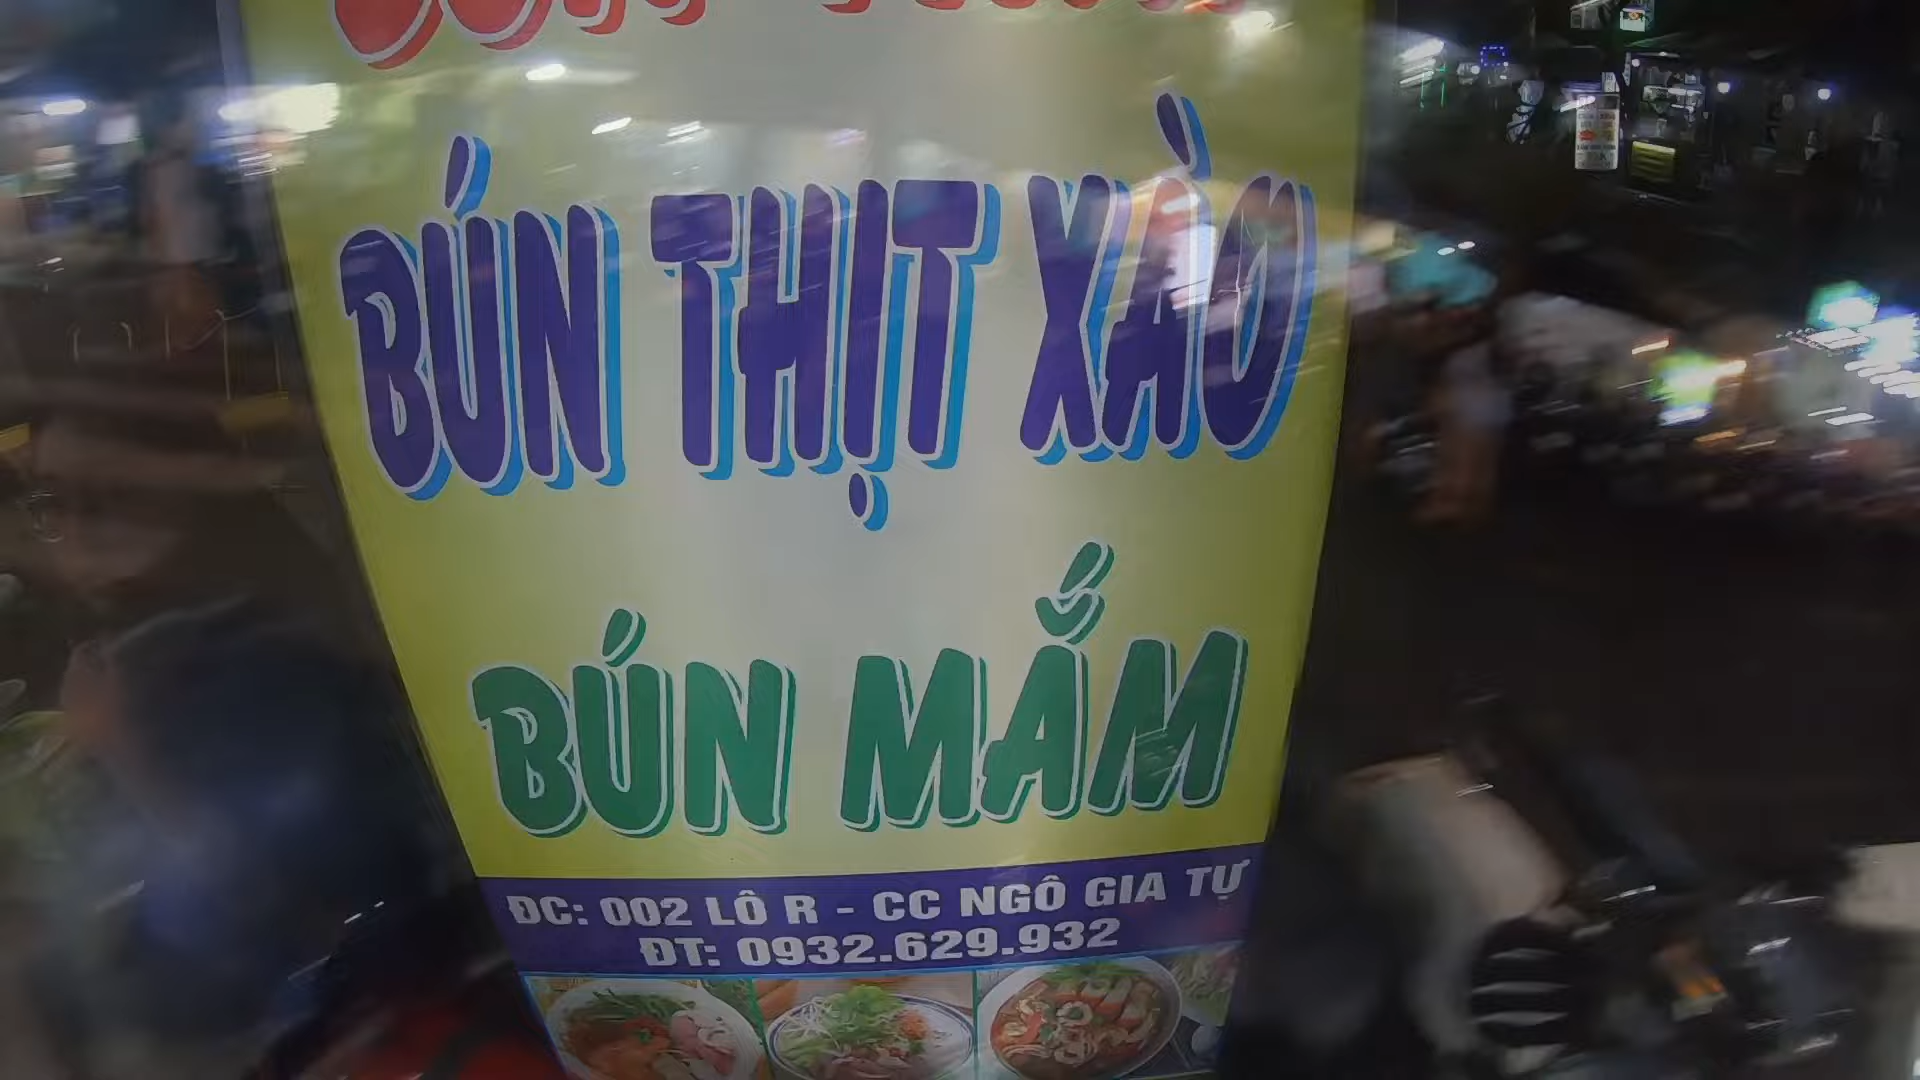 BÚN THỊT XÀO
BÚN MẮM
ĐC: 002 LÔ R - CC NGÔ GIA TỰ
ĐT: 0932.629.932